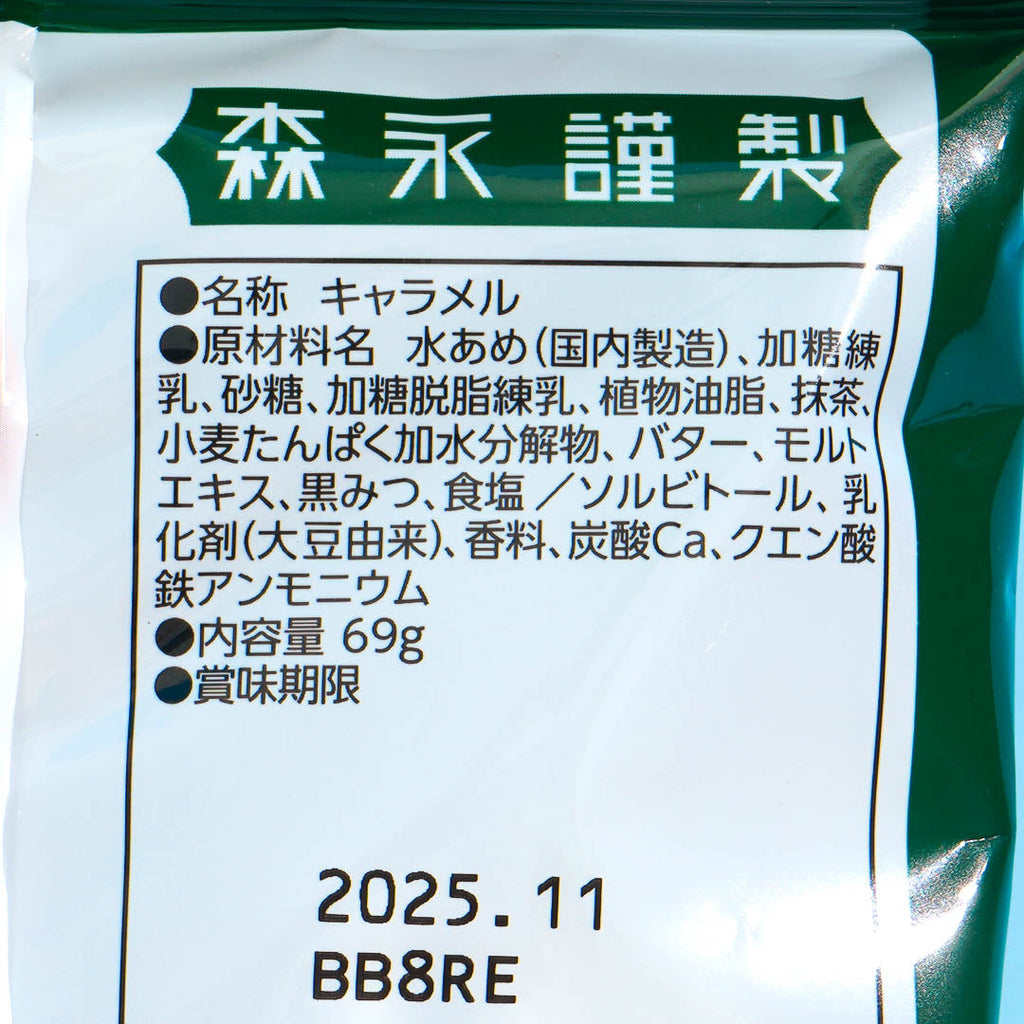 森永謹製
●名称 キャラメル
●原材料名 水あめ(国内製造)、加糖練
乳、砂糖、加糖脱脂練乳、植物油脂、抹茶、
小麦たんぱく加水分解物、バター、モルト
エキス、黒みつ、食塩／ソルビトール、乳
化剤(大豆由来)、香料、炭酸Ca、クエン酸
鉄アンモニウム
●内容量 69g
●賞味期限
2025.11
BB8RE